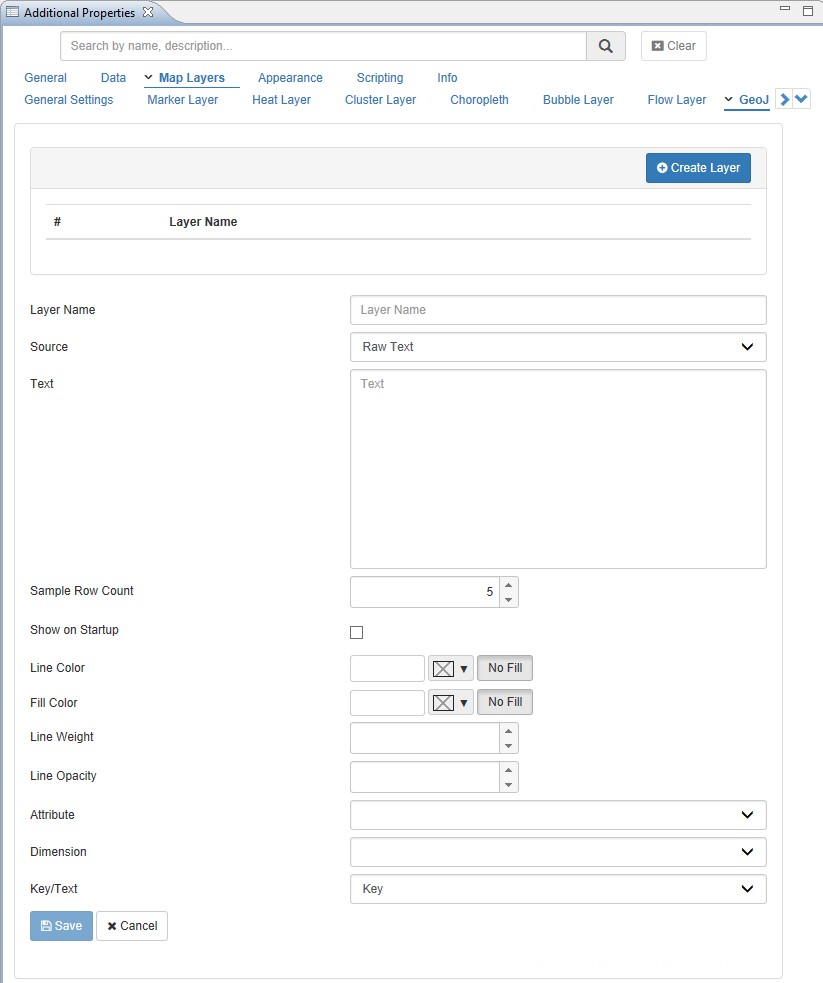 Additional Properties
Search by name, description...
Clear
General Data Map Layers Appearance Scripting Info
General Settings Marker Layer Heat Layer Cluster Layer Choropleth Bubble Layer Flow Layer GeoJ
Create Layer
# Layer Name
Layer Name Layer Name
Source Raw Text
Text Text
Sample Row Count 5
Show on Startup
Line Color No Fill
Fill Color No Fill
Line Weight
Line Opacity
Attribute
Dimension
Key/Text Key
Save Cancel